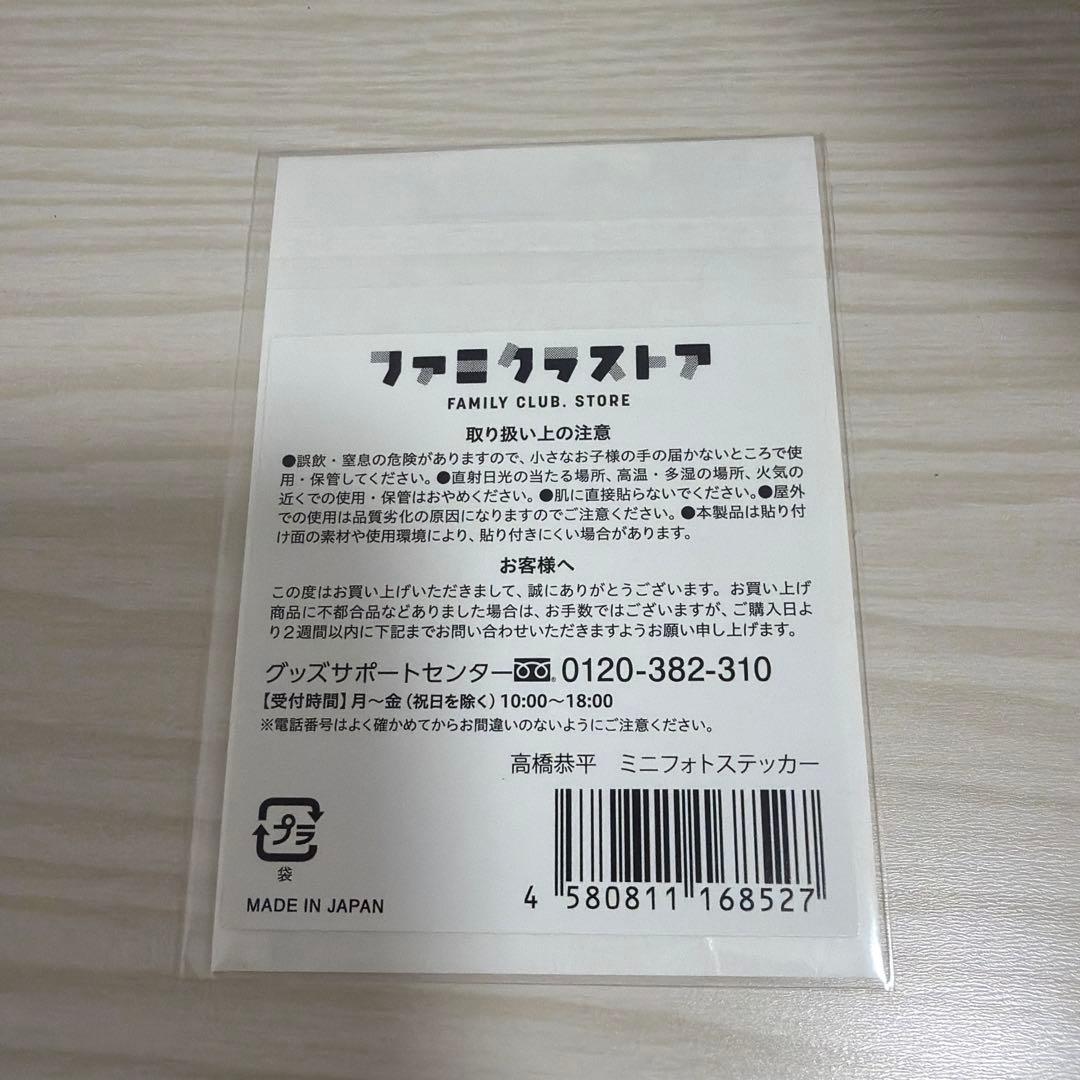 ファミクラストア
FAMILY CLUB. STORE
取り扱い上の注意
●誤飲・窒息の危険がありますので、小さなお子様の手の届かないところで使
用・保管してください。●直射日光の当たる場所、高温・多湿の場所、火気の
近くでの使用・保管はおやめください。●肌に直接貼らないでください。●屋外
での使用は品質劣化の原因になりますのでご注意ください。●本製品は貼り付
け面の素材や使用環境により、貼り付きにくい場合があります。
お客様へ
この度はお買い上げいただきまして、誠にありがとうございます。お買い上げ
商品に不都合品などありました場合は、お手数ではございますが、ご購入日よ
り2週間以内に下記までお問い合わせいただきますようお願い申し上げます。
グッズサポートセンター 0120-382-310
【受付時間】月〜金（祝日を除く）10:00〜18:00
※電話番号はよく確かめてからお間違いのないようにご注意ください。
高橋恭平　ミニフォトステッカー
プラ
袋
MADE IN JAPAN
4 580811 168527